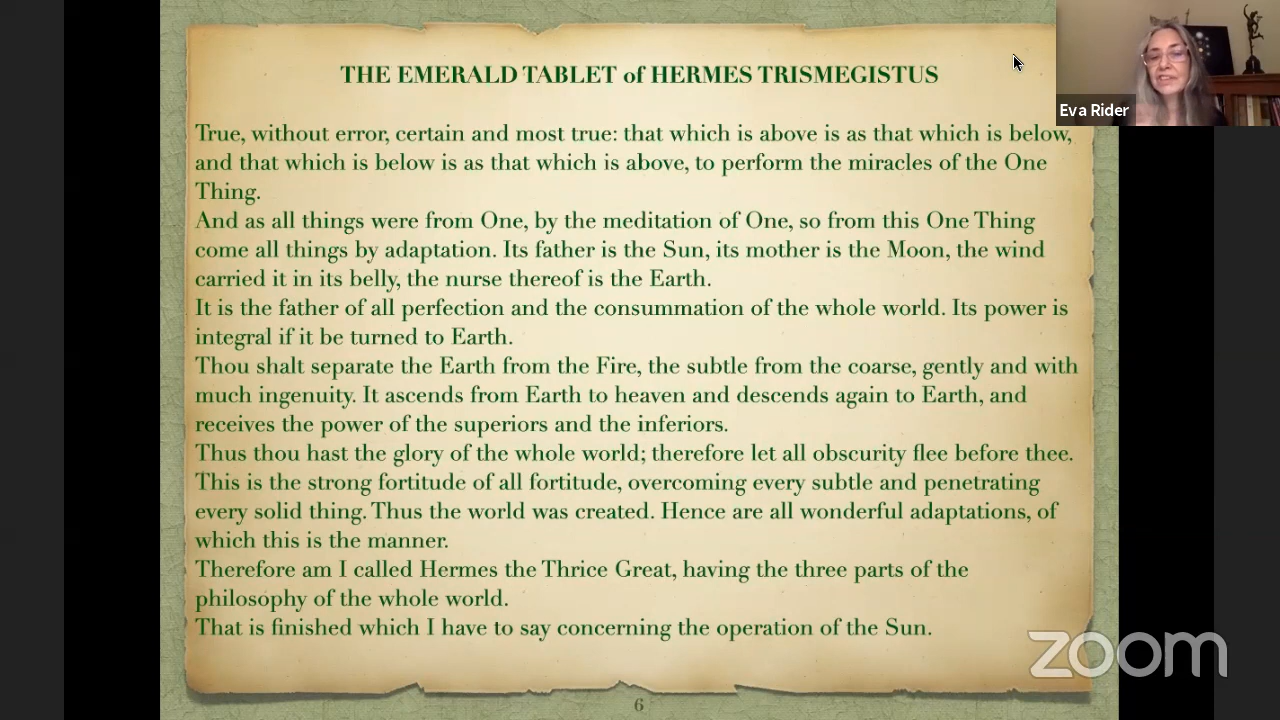 THE EMERALD TABLET of HERMES TRISMEGISTUS
Eva Rider
True, without error, certain and most true: that which is above is as that which is below,
and that which is below is as that which is above, to perform the miracles of the One
Thing.
And as all things were from One, by the meditation of One, so from this One Thing
come all things by adaptation. Its father is the Sun, its mother is the Moon, the wind
carried it in its belly, the nurse thereof is the Earth.
It is the father of all perfection and the consummation of the whole world. Its power is
integral if it be turned to Earth.
Thou shalt separate the Earth from the Fire, the subtle from the coarse, gently and with
much ingenuity. It ascends from Earth to heaven and descends again to Earth, and
receives the power of the superiors and the inferiors.
Thus thou hast the glory of the whole world; therefore let all obscurity flee before thee.
This is the strong fortitude of all fortitude, overcoming every subtle and penetrating
every solid thing. Thus the world was created. Hence are all wonderful adaptations, of
which this is the manner.
Therefore am I called Hermes the Thrice Great, having the three parts of the
philosophy of the whole world.
That is finished which I have to say concerning the operation of the Sun.
zoom
6